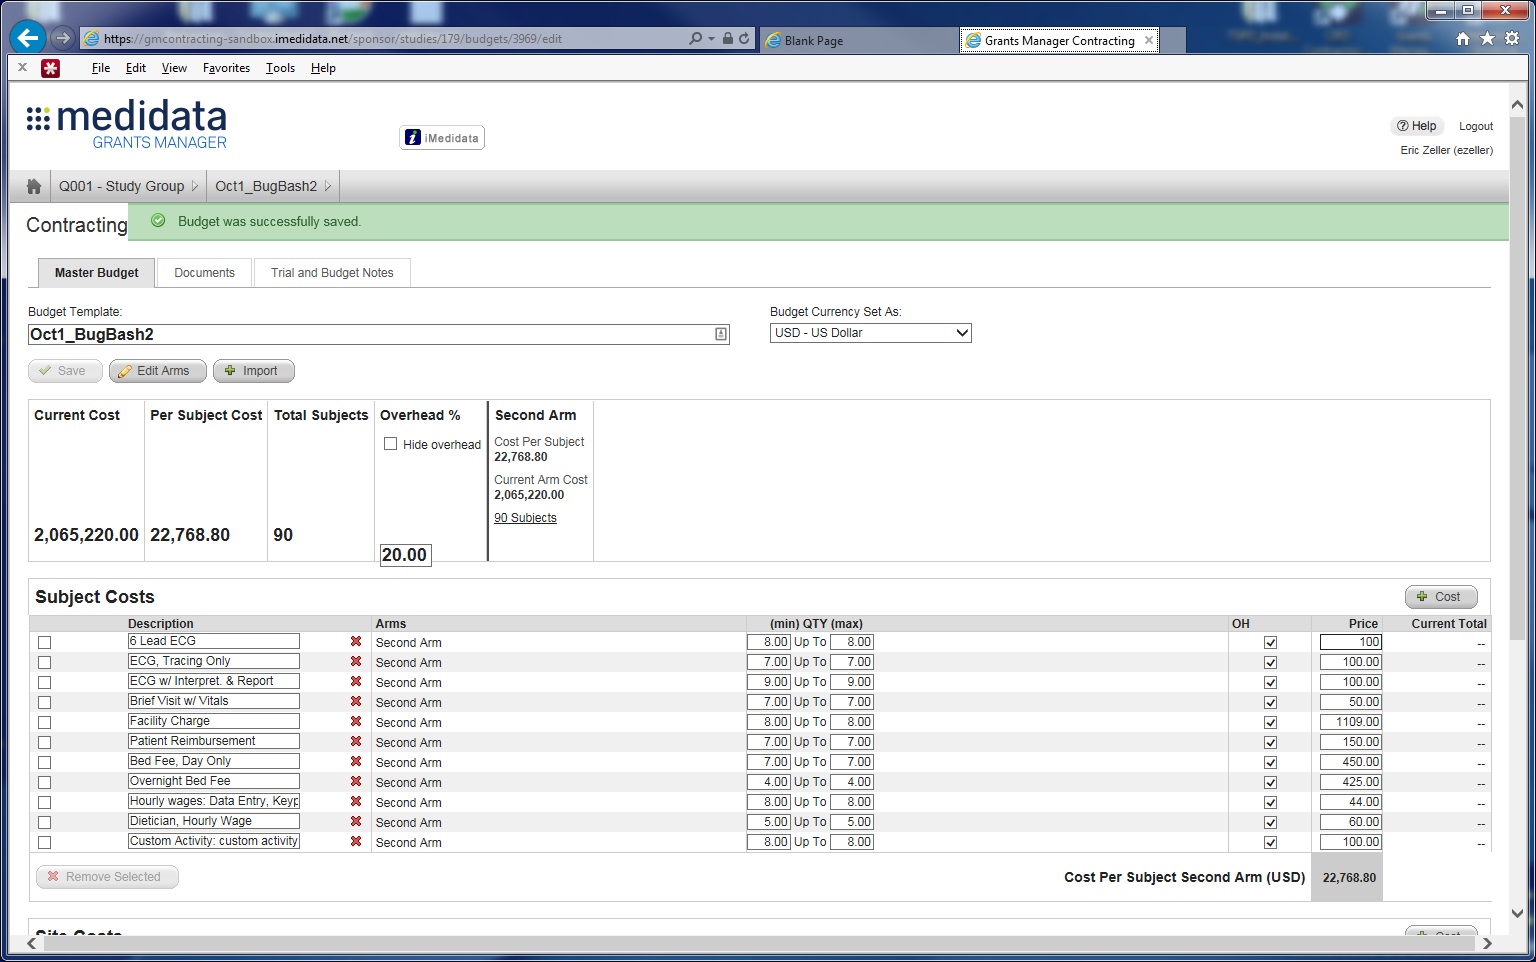 https://gmcontracting-sandbox.imedidata.net/sponsor/studies/179/budgets/3969/edit
Blank Page
Grants Manager Contracting
File Edit View Favorites Tools Help
medidata
GRANTS MANAGER
iMedidata
Help
Logout
Eric Zeller (ezeller)
Q001 - Study Group
Oct1_BugBash2
Contracting
Budget was successfully saved.
Master Budget
Documents
Trial and Budget Notes
Budget Template:
Budget Currency Set As:
Oct1_BugBash2
USD - US Dollar
Save
Edit Arms
Import
Current Cost Per Subject Cost Total Subjects Overhead % Second Arm
Hide overhead
Cost Per Subject
22,768.80
Current Arm Cost
2,065,220.00
90 Subjects
2,065,220.00 22,768.80 90
20.00
Subject Costs
Cost
Description Arms (min) QTY (max) OH Price Current Total
6 Lead ECG Second Arm 8.00 Up To 8.00 100 --
ECG, Tracing Only Second Arm 7.00 Up To 7.00 100.00 --
ECG w/ Interpret. & Report Second Arm 9.00 Up To 9.00 100.00 --
Brief Visit w/ Vitals Second Arm 7.00 Up To 7.00 50.00 --
Facility Charge Second Arm 8.00 Up To 8.00 1109.00 --
Patient Reimbursement Second Arm 7.00 Up To 7.00 150.00 --
Bed Fee, Day Only Second Arm 7.00 Up To 7.00 450.00 --
Overnight Bed Fee Second Arm 4.00 Up To 4.00 425.00 --
Hourly wages: Data Entry, Keyp Second Arm 8.00 Up To 8.00 44.00 --
Dietician, Hourly Wage Second Arm 5.00 Up To 5.00 60.00 --
Custom Activity: custom activity Second Arm 8.00 Up To 8.00 100.00 --
Remove Selected
Cost Per Subject Second Arm (USD) 22,768.80
Site Costs
Cost